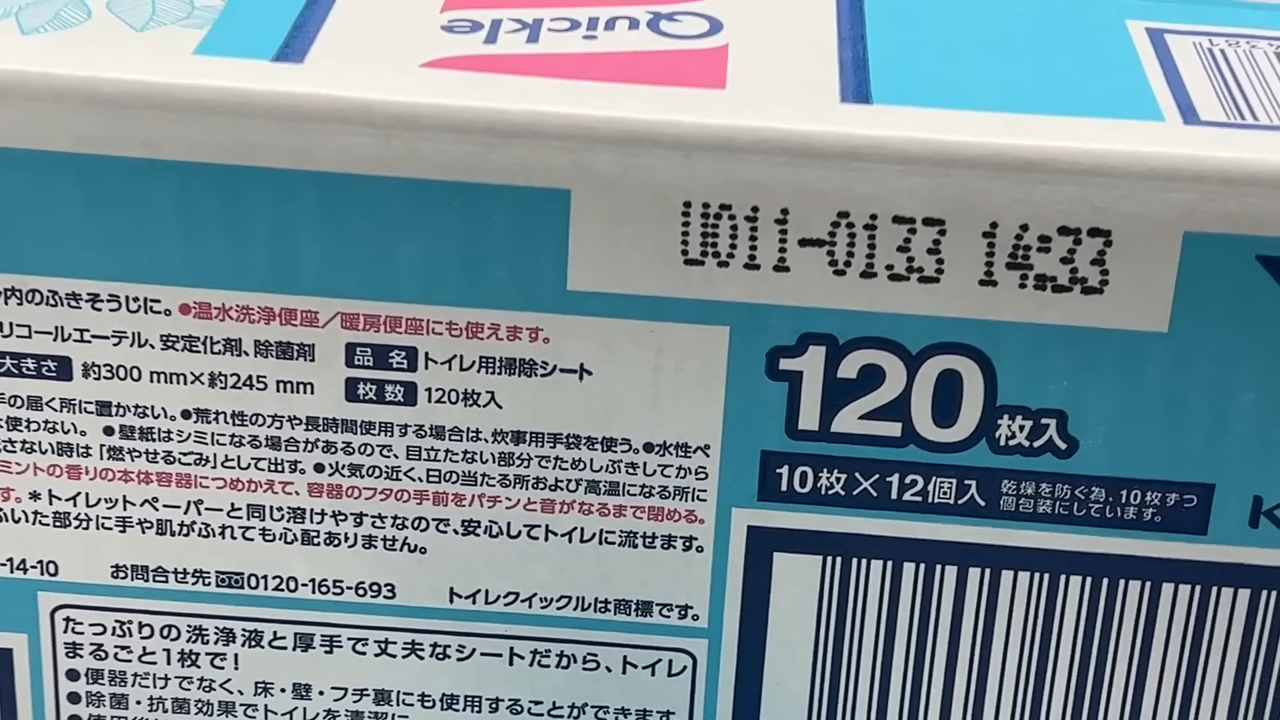 Quickle
U011-0133 14:33
内のふきそうじに。●温水洗浄便座／暖房便座にも使えます。
リコールエーテル、安定化剤、除菌剤 品名 トイレ用掃除シート
大きさ 約300 mm×約245 mm 枚数 120枚入
手の届く所に置かない。●荒れ性の方や長時間使用する場合は、炊事用手袋を使う。●水性ペ
使わない。 ●壁紙はシミになる場合があるので、目立たない部分でためしぶきしてから
さない時は「燃やせるごみ」として出す。●火気の近く、日の当たる所および高温になる所に
ミントの香りの本体容器につめかえて、容器のフタの手前をパチンと音がなるまで閉める。
す。＊トイレットペーパーと同じ溶けやすさなので、安心してトイレに流せます。
ふいた部分に手や肌がふれても心配ありません。
-14-10 お問合せ先 0120-165-693 トイレクイックルは商標です。
たっぷりの洗浄液と厚手で丈夫なシートだから、トイレ
まるごと1枚で!
●便器だけでなく、床・壁・フチ裏にも使用することができます
●除菌・抗菌効果でトイレを清潔に
120枚入
10枚×12個入 乾燥を防ぐ為、10枚ずつ
個包装にしています。